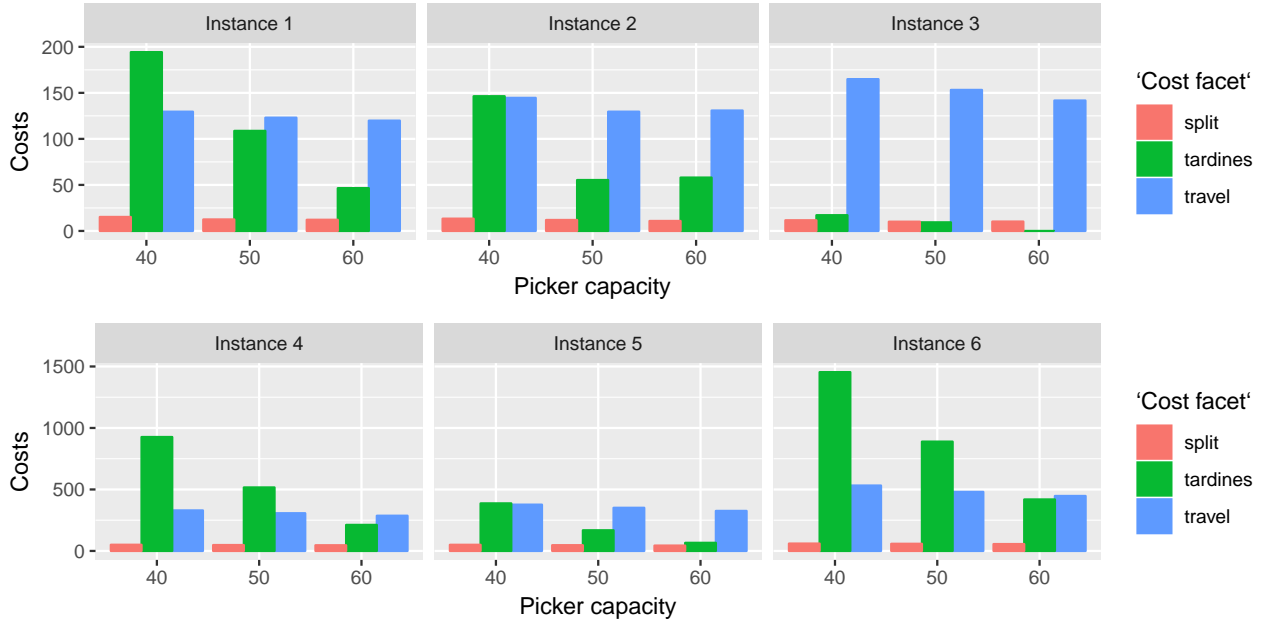 Instance 1 Instance 2 Instance 3
200
150
100
50
0
Costs
40 50 60 40 50 60 40 50 60
Picker capacity
‘Cost facet‘
split
tardines
travel
Instance 4 Instance 5 Instance 6
1500
1000
500
0
Costs
40 50 60 40 50 60 40 50 60
Picker capacity
‘Cost facet‘
split
tardines
travel